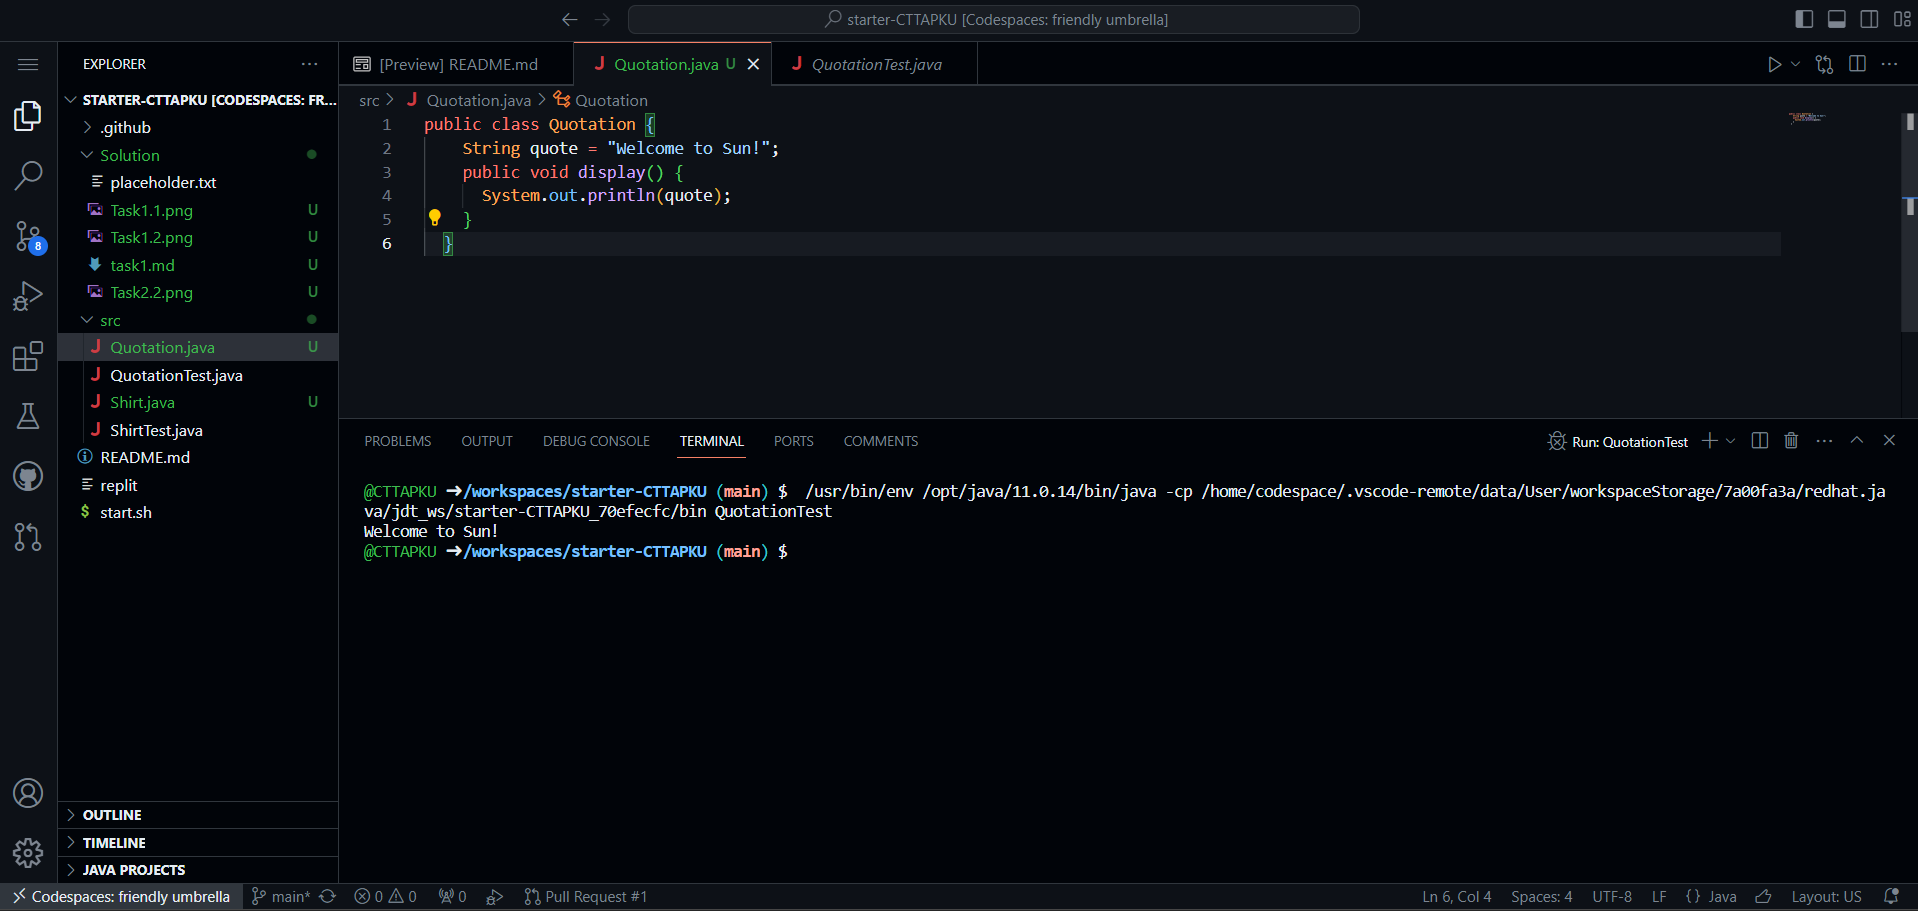 starter-CTTAPKU [Codespaces: friendly umbrella]
EXPLORER
STARTER-CTTAPKU [CODESPACES: FR...
.github
Solution
placeholder.txt
Task1.1.png U
Task1.2.png U
task1.md U
Task2.2.png U
src
Quotation.java U
QuotationTest.java
Shirt.java U
ShirtTest.java
README.md
replit
start.sh
OUTLINE
TIMELINE
JAVA PROJECTS
8
[Preview] README.md
Quotation.java U
QuotationTest.java
src > Quotation.java > Quotation
1 public class Quotation {
2 String quote = "Welcome to Sun!";
3 public void display() {
4 System.out.println(quote);
5 }
6 }
PROBLEMS OUTPUT DEBUG CONSOLE TERMINAL PORTS COMMENTS
Run: QuotationTest
@CTTAPKU ➜/workspaces/starter-CTTAPKU (main) $ /usr/bin/env /opt/java/11.0.14/bin/java -cp /home/codespace/.vscode-remote/data/User/workspaceStorage/7a00fa3a/redhat.ja
va/jdt_ws/starter-CTTAPKU_70efecfc/bin QuotationTest
Welcome to Sun!
@CTTAPKU ➜/workspaces/starter-CTTAPKU (main) $
Codespaces: friendly umbrella main* 0 0 0 Pull Request #1 Ln 6, Col 4 Spaces: 4 UTF-8 LF {} Java Layout: US